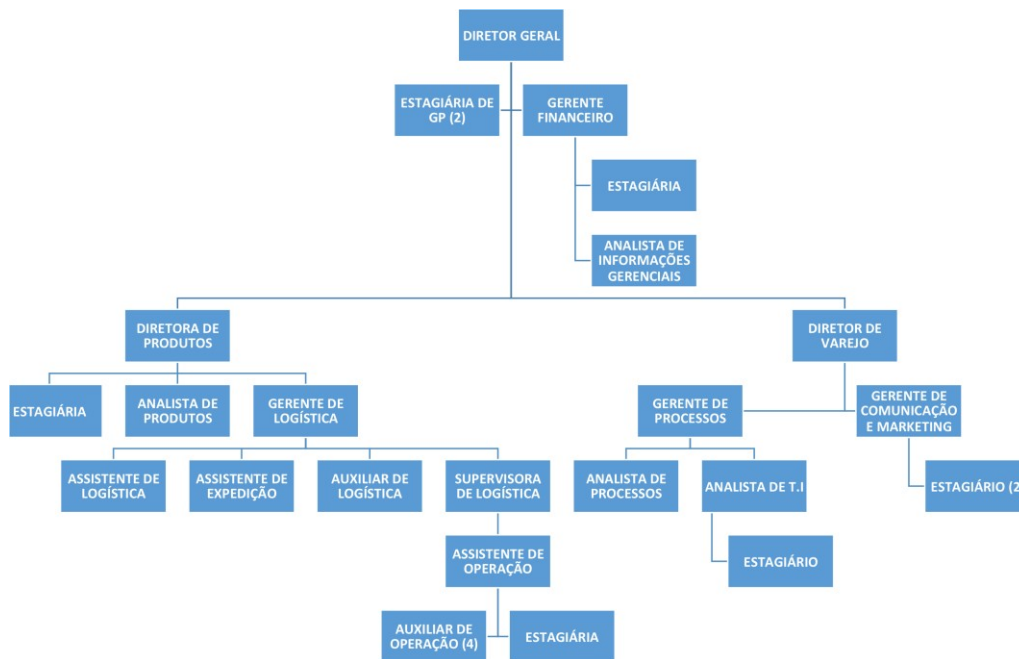 DIRETOR GERAL
ESTAGIÁRIA DE
GP (2)
GERENTE
FINANCEIRO
ESTAGIÁRIA
ANALISTA DE
INFORMAÇÕES
GERENCIAIS
DIRETORA DE
PRODUTOS
DIRETOR DE
VAREJO
ESTAGIÁRIA
ANALISTA DE
PRODUTOS
GERENTE DE
LOGÍSTICA
GERENTE DE
PROCESSOS
GERENTE DE
COMUNICAÇÃO
E MARKETING
ASSISTENTE DE
LOGÍSTICA
ASSISTENTE DE
EXPEDIÇÃO
AUXILIAR DE
LOGÍSTICA
SUPERVISORA
DE LOGÍSTICA
ANALISTA DE
PROCESSOS
ANALISTA DE T.I
ESTAGIÁRIO (2
ASSISTENTE DE
OPERAÇÃO
ESTAGIÁRIO
AUXILIAR DE
OPERAÇÃO (4)
ESTAGIÁRIA